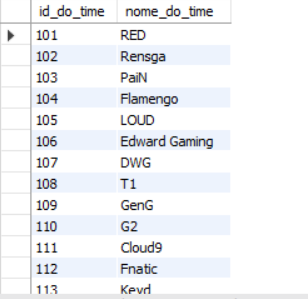 id_do_time nome_do_time
101 RED
102 Rensga
103 PaiN
104 Flamengo
105 LOUD
106 Edward Gaming
107 DWG
108 T1
109 GenG
110 G2
111 Cloud9
112 Fnatic
113 Keyd